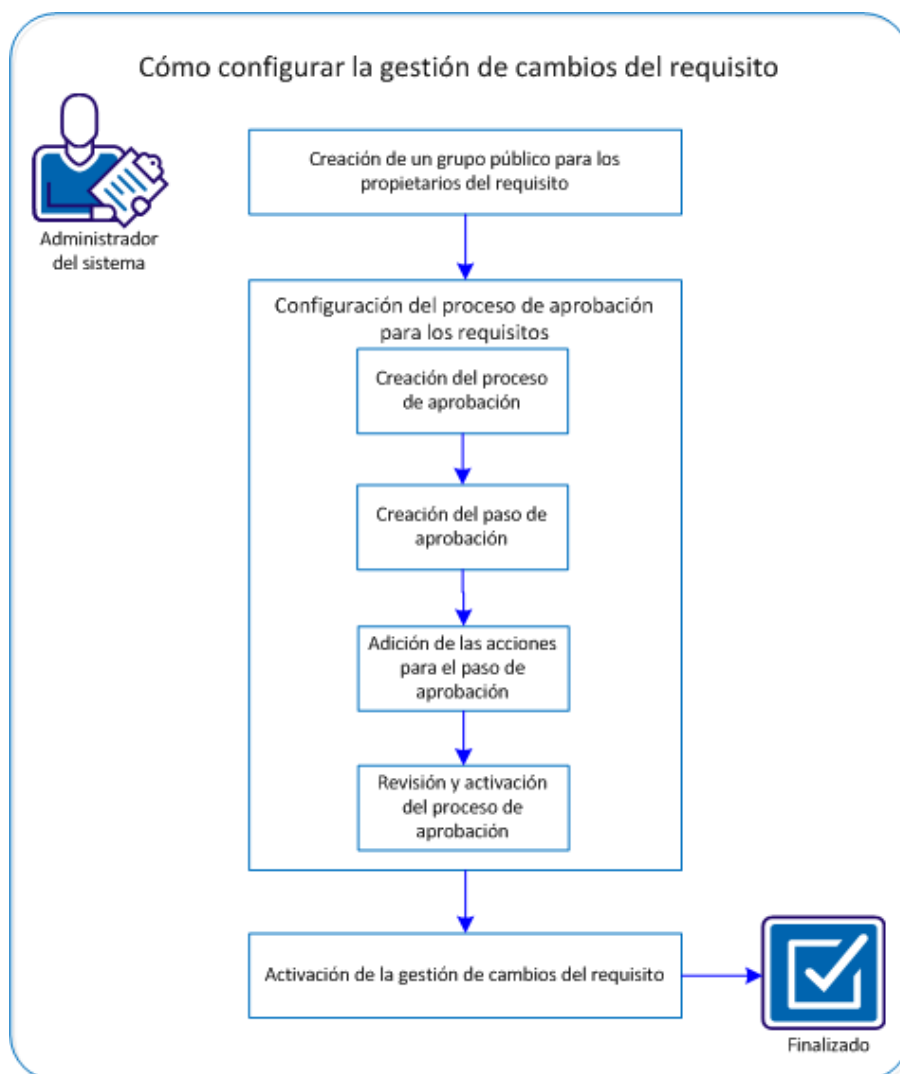 Cómo configurar la gestión de cambios del requisito
Administrador
del sistema
Creación de un grupo público para los
propietarios del requisito
Configuración del proceso de aprobación
para los requisitos
Creación del proceso
de aprobación
Creación del paso de
aprobación
Adición de las acciones
para el paso de
aprobación
Revisión y activación
del proceso de
aprobación
Activación de la gestión de cambios del requisito
Finalizado